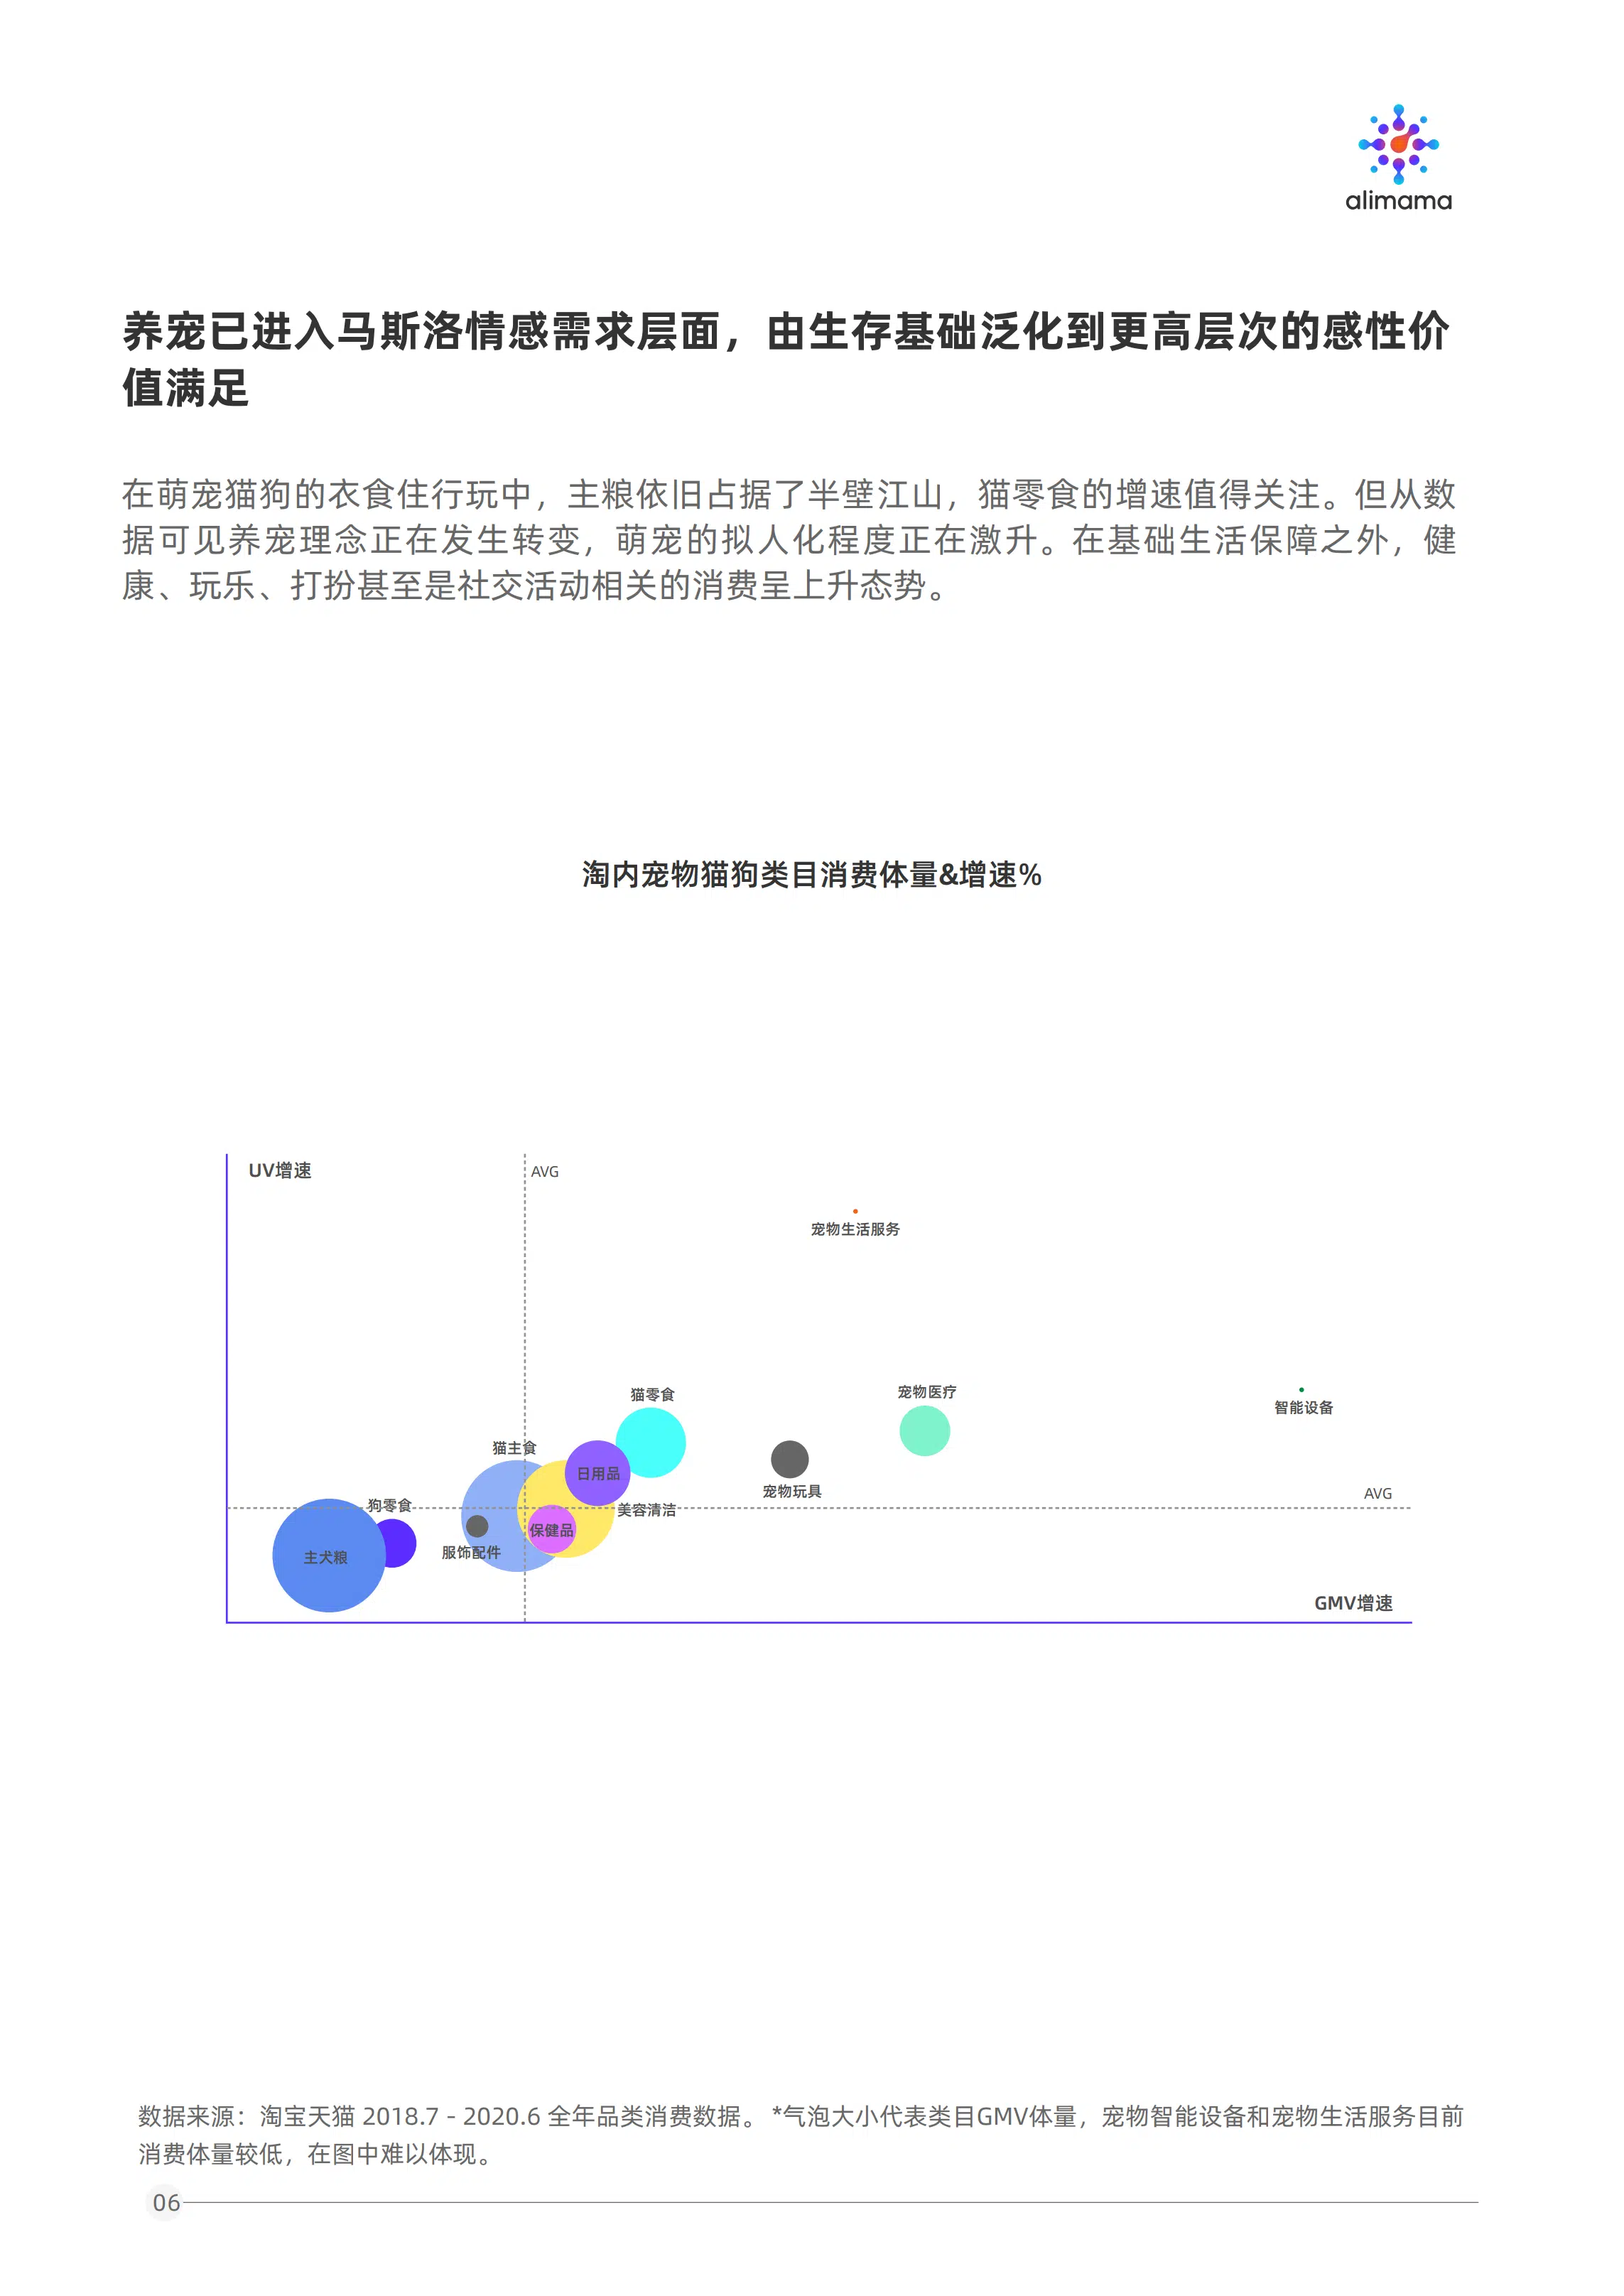 alimama
养宠已进入马斯洛情感需求层面，由生存基础泛化到更高层次的感性价
值满足
在萌宠猫狗的衣食住行玩中，主粮依旧占据了半壁江山，猫零食的增速值得关注。但从数
据可见养宠理念正在发生转变，萌宠的拟人化程度正在激升。在基础生活保障之外，健
康、玩乐、打扮甚至是社交活动相关的消费呈上升态势。
淘内宠物猫狗类目消费体量&增速%
UV增速
AVG
宠物生活服务
猫零食
宠物医疗
智能设备
猫主食
日用品
宠物玩具
AVG
狗零食
美容清洁
保健品
服饰配件
主犬粮
GMV增速
数据来源：淘宝天猫 2018.7 - 2020.6 全年品类消费数据。 *气泡大小代表类目GMV体量，宠物智能设备和宠物生活服务目前
消费体量较低，在图中难以体现。
06